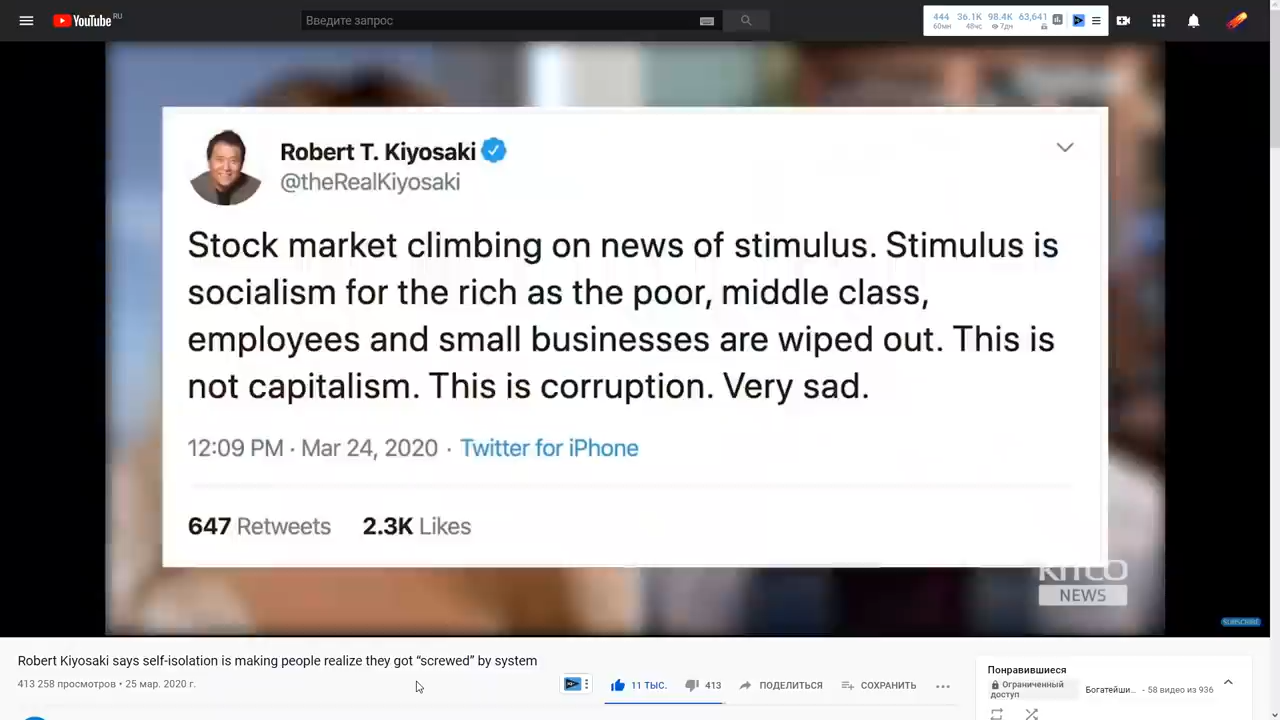 YouTube RU
Введите запрос
444 36.1K 98.4K 63,641
60мн 48чс 7дн
Robert T. Kiyosaki
@theRealKiyosaki
Stock market climbing on news of stimulus. Stimulus is
socialism for the rich as the poor, middle class,
employees and small businesses are wiped out. This is
not capitalism. This is corruption. Very sad.
12:09 PM · Mar 24, 2020 · Twitter for iPhone
647 Retweets 2.3K Likes
KITCO
NEWS
SUBSCRIBE
Robert Kiyosaki says self-isolation is making people realize they got “screwed” by system
413 258 просмотров • 25 мар. 2020 г.
11 ТЫС. 413 ПОДЕЛИТЬСЯ СОХРАНИТЬ
Понравившиеся
Ограниченный
доступ
Богатейши... - 58 видео из 936